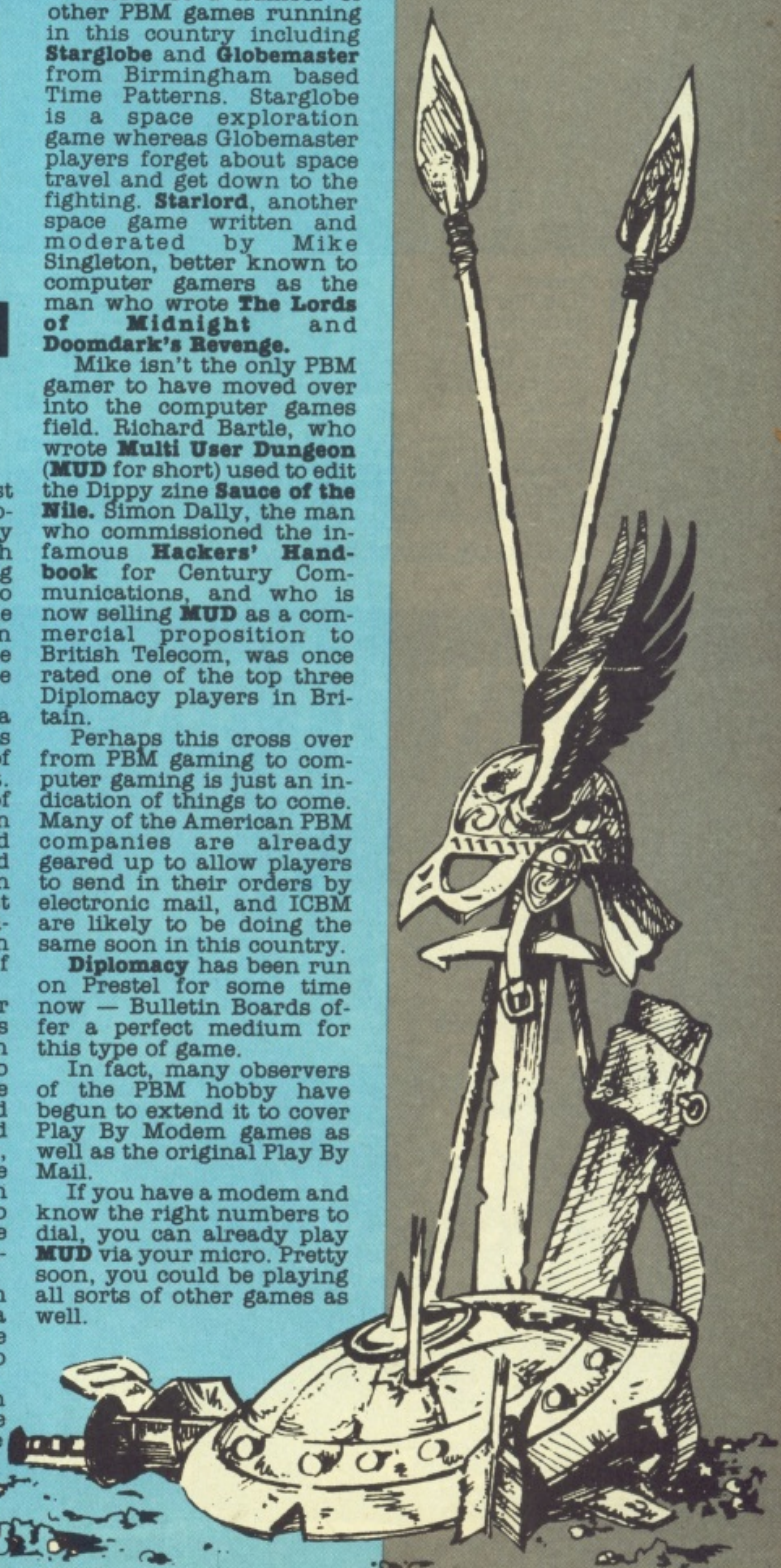 other PBM games running
in this country including
Starglobe and Globemaster
from Birmingham based
Time Patterns. Starglobe
is a space exploration
game whereas Globemaster
players forget about space
travel and get down to the
fighting. Starlord, another
space game written and
moderated by Mike
Singleton, better known to
computer gamers as the
man who wrote The Lords
of Midnight and
Doomdark's Revenge.
Mike isn't the only PBM
gamer to have moved over
into the computer games
field. Richard Bartle, who
wrote Multi User Dungeon
(MUD for short) used to edit
the Dippy zine Sauce of the
Nile. Simon Dally, the man
who commissioned the in-
famous Hackers' Hand-
book for Century Com-
munications, and who is
now selling MUD as a com-
mercial proposition to
British Telecom, was once
rated one of the top three
Diplomacy players in Bri-
tain.
Perhaps this cross over
from PBM gaming to com-
puter gaming is just an in-
dication of things to come.
Many of the American PBM
companies are already
geared up to allow players
to send in their orders by
electronic mail, and ICBM
are likely to be doing the
same soon in this country.
Diplomacy has been run
on Prestel for some time
now — Bulletin Boards of-
fer a perfect medium for
this type of game.
In fact, many observers
of the PBM hobby have
begun to extend it to cover
Play By Modem games as
well as the original Play By
Mail.
If you have a modem and
know the right numbers to
dial, you can already play
MUD via your micro. Pretty
soon, you could be playing
all sorts of other games as
well.